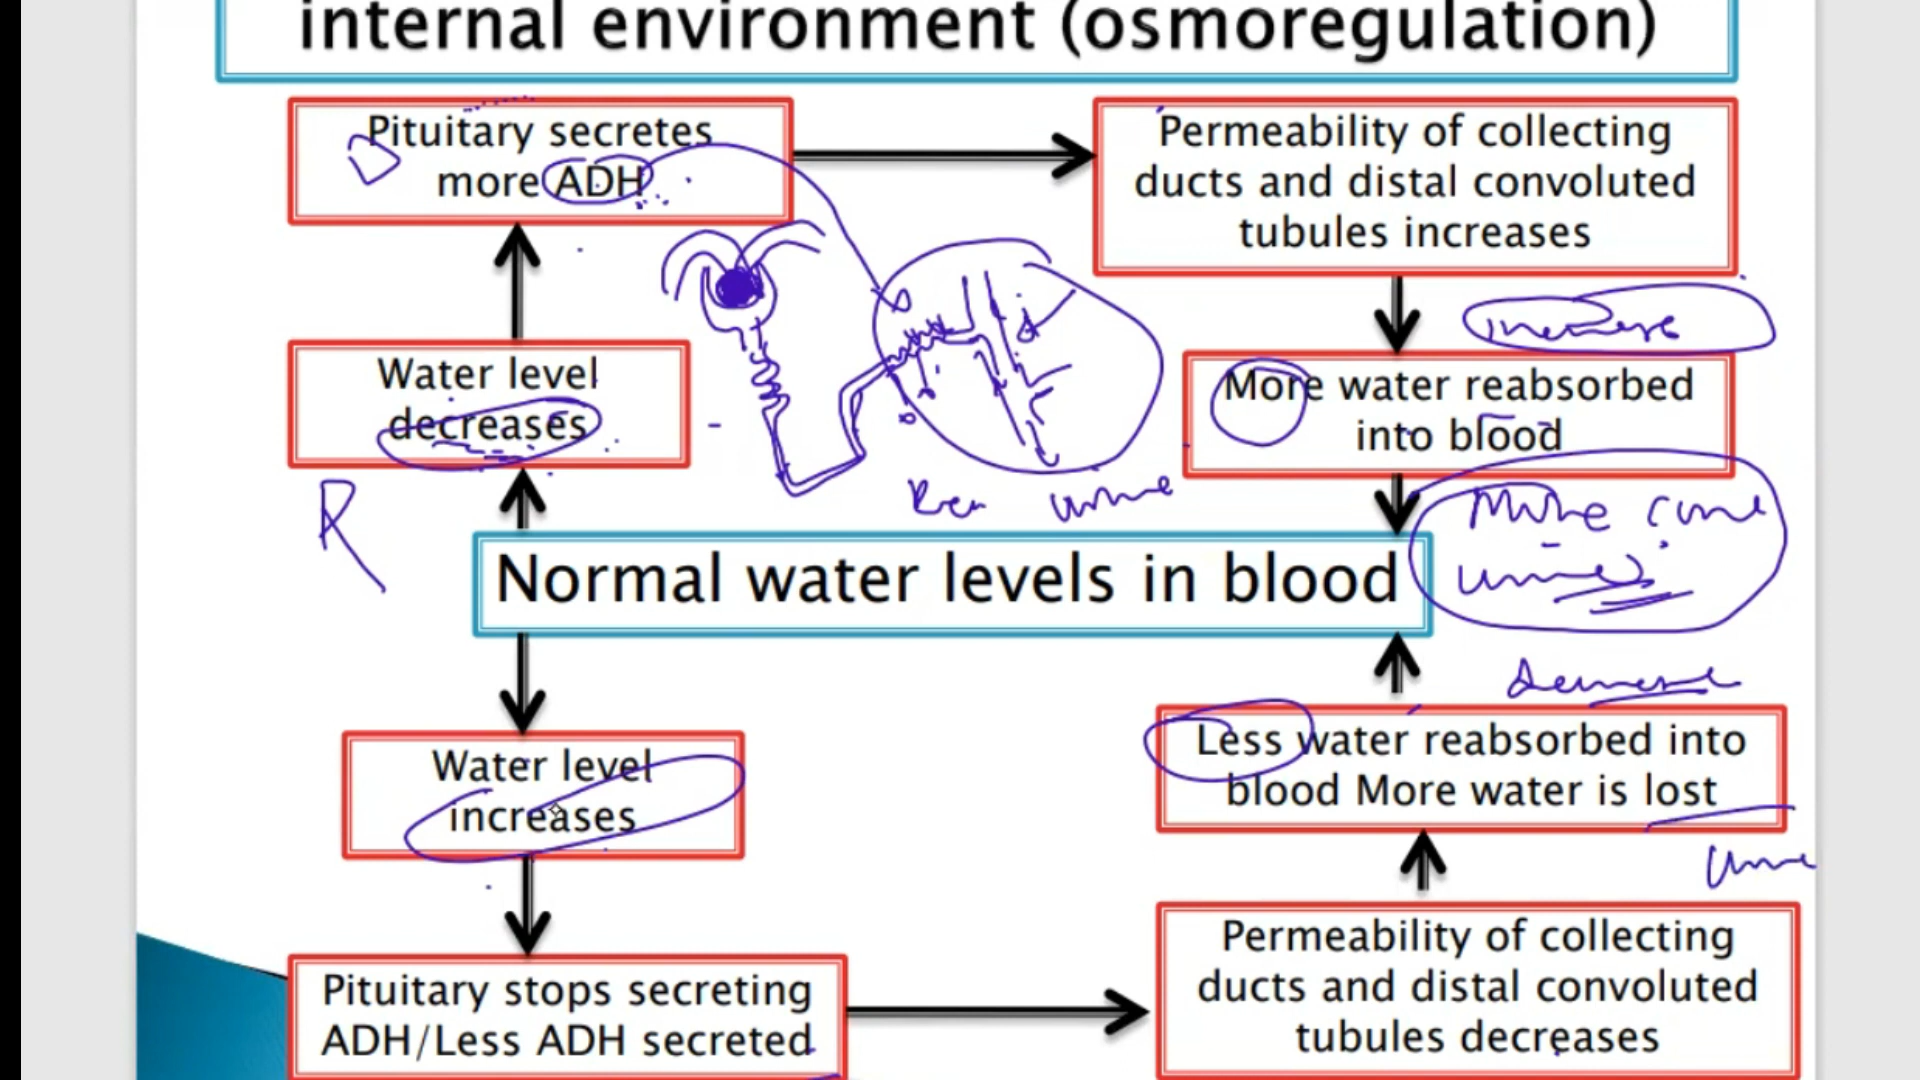 internal environment (osmoregulation)
Pituitary secretes
more ADH
Permeability of collecting
ducts and distal convoluted
tubules increases
Water level
decreases
increase
More water reabsorbed
into blood
R
urine
More conc
urine
Normal water levels in blood
Water level
increases
Less water reabsorbed into
blood More water is lost
urine
Pituitary stops secreting
ADH/Less ADH secreted
Permeability of collecting
ducts and distal convoluted
tubules decreases